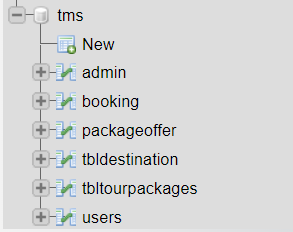 tms
New
admin
booking
packageoffer
tbldestination
tbltourpackages
users